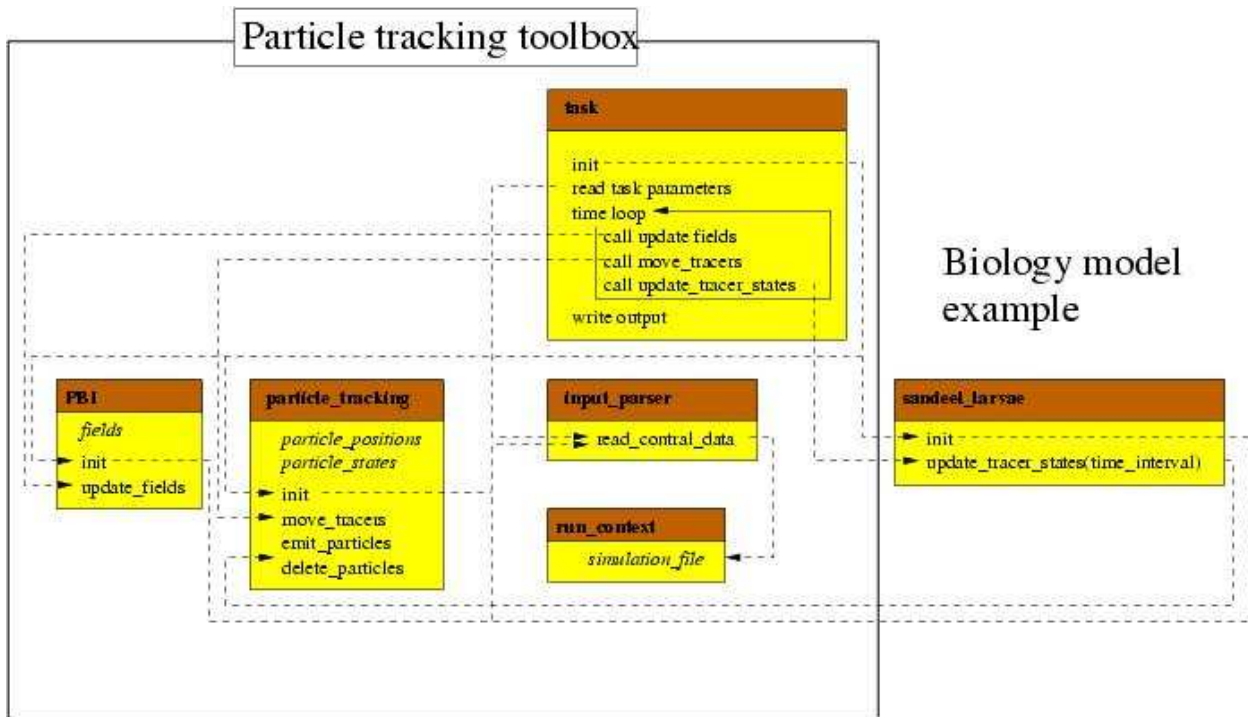 Particle tracking toolbox
task
init
read task parameters
time loop
call update fields
call move_tracers
call update_tracer_states
write output
Biology model
example
PBI
fields
init
update_fields
particle_tracking
particle_positions
particle_states
init
move_tracers
emit_particles
delete_particles
input_parser
read_control_data
run_context
simulation_file
sandeel_larvae
init
update_tracer_states(time_interval)